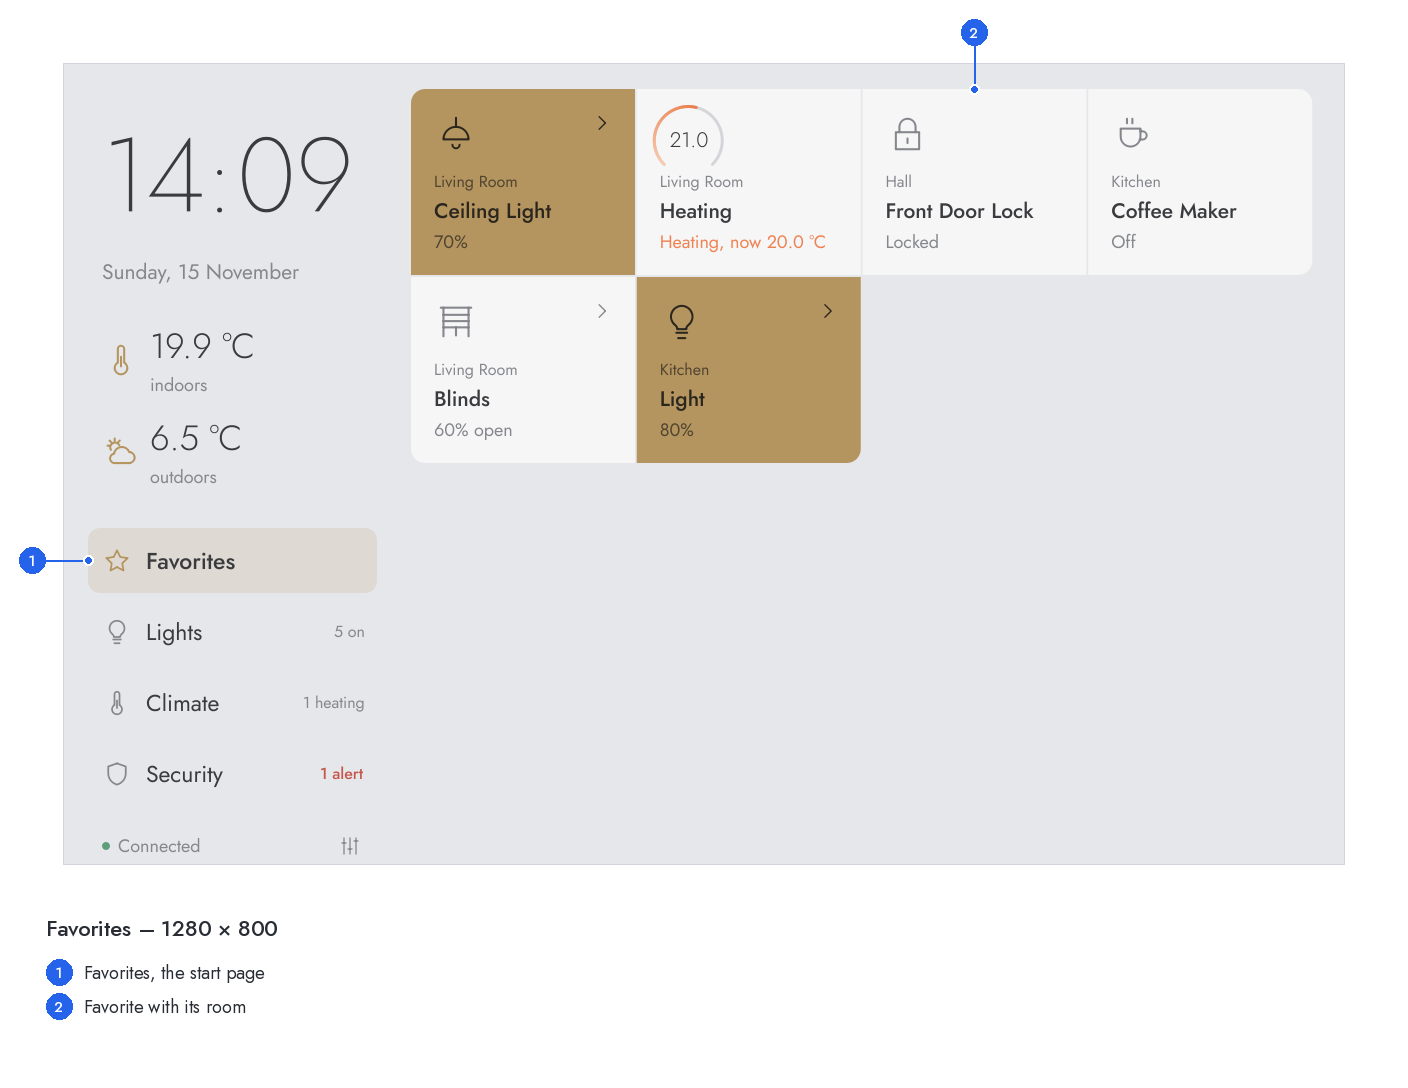 2
14:09
Sunday, 15 November
19.9 °C
indoors
6.5 °C
outdoors
1
Favorites
Lights
5 on
Climate
1 heating
Security
1 alert
Connected
Living Room
Ceiling Light
70%
21.0
Living Room
Heating
Heating, now 20.0 °C
Hall
Front Door Lock
Locked
Kitchen
Coffee Maker
Off
Living Room
Blinds
60% open
Kitchen
Light
80%
Favorites – 1280 × 800
1 Favorites, the start page
2 Favorite with its room